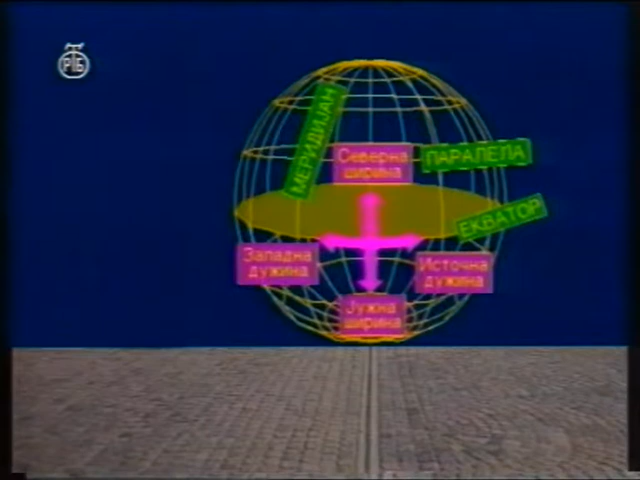 РТБ
МЕРИДИЈАН
Северна
ширина
ПАРАЛЕЛА
ЕКВАТОР
Западна
дужина
Источна
дужина
Јужна
ширина